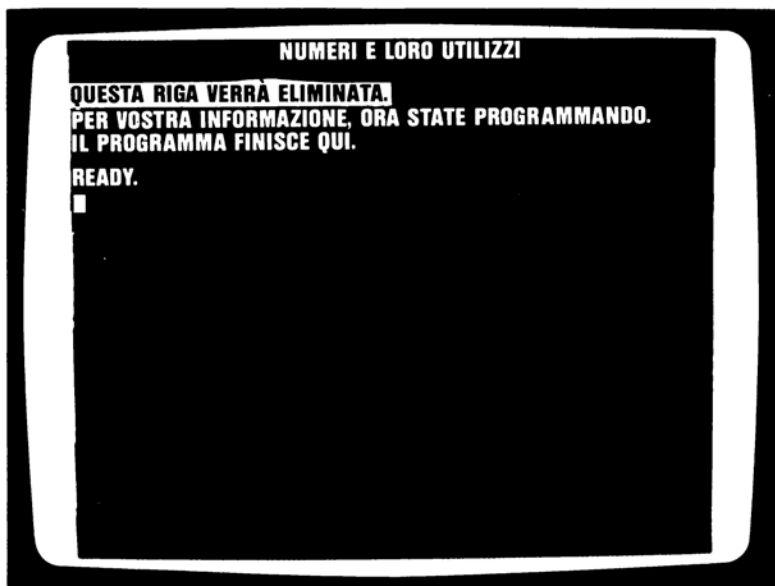 NUMERI E LORO UTILIZZI
QUESTA RIGA VERRÀ ELIMINATA.
PER VOSTRA INFORMAZIONE, ORA STATE PROGRAMMANDO.
IL PROGRAMMA FINISCE QUI.
READY.